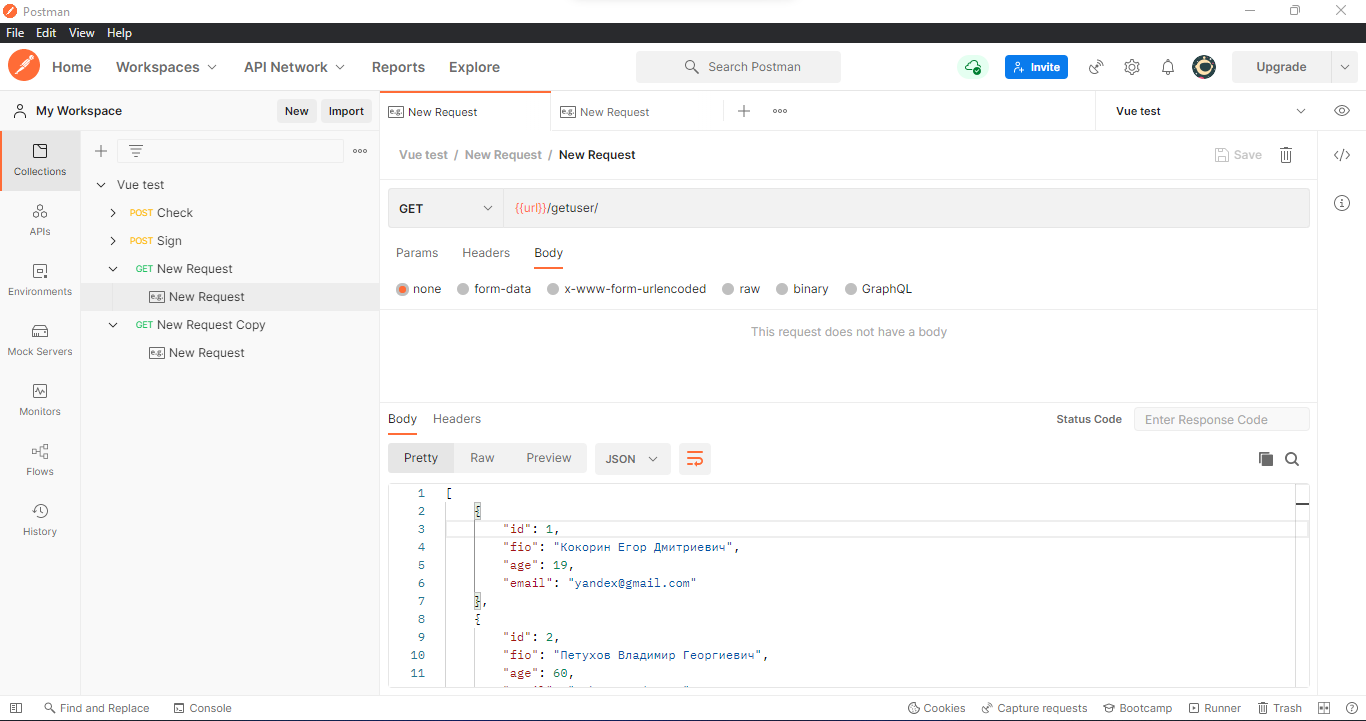 Postman
File Edit View Help
Home Workspaces API Network Reports Explore Search Postman Invite Upgrade
My Workspace New Import
e.g. New Request e.g. New Request Vue test
Collections
APIs
Environments
Mock Servers
Monitors
Flows
History
Vue test
POST Check
POST Sign
GET New Request
e.g. New Request
GET New Request Copy
e.g. New Request
Vue test / New Request / New Request Save
GET {{url}}/getuser/
Params Headers Body
none form-data x-www-form-urlencoded raw binary GraphQL
This request does not have a body
Body Headers Status Code Enter Response Code
Pretty Raw Preview JSON
1 [
2 {
3 "id": 1,
4 "fio": "Кокорин Егор Дмитриевич",
5 "age": 19,
6 "email": "yandex@gmail.com"
7 },
8 {
9 "id": 2,
10 "fio": "Петухов Владимир Георгиевич",
11 "age": 60,
Find and Replace Console Cookies Capture requests Bootcamp Runner Trash